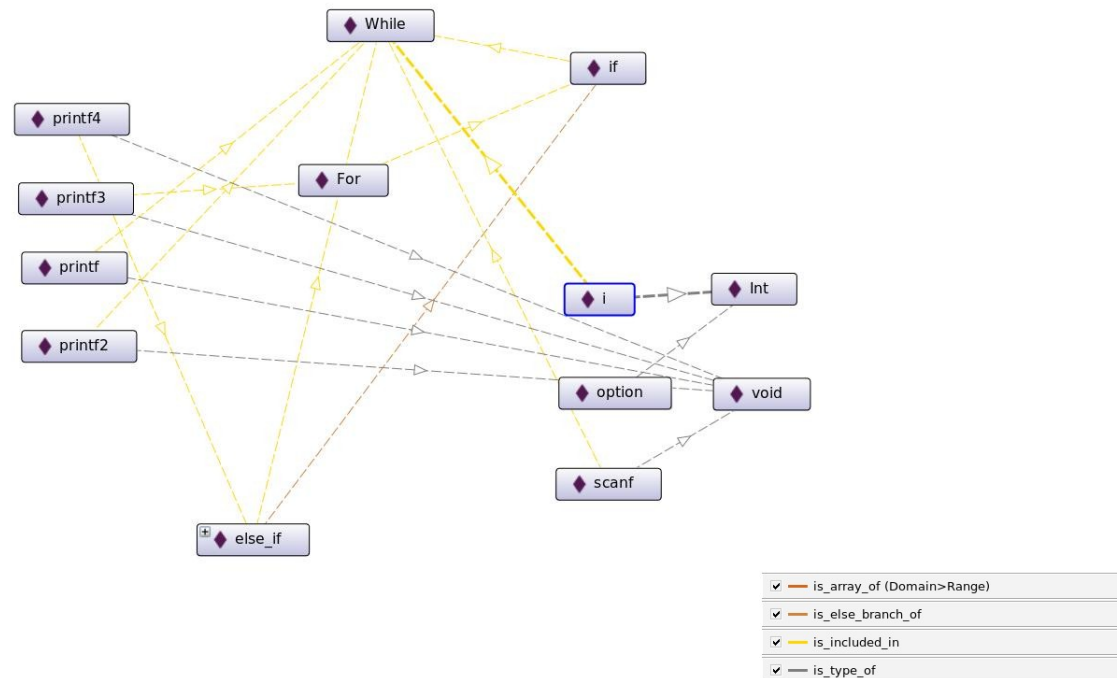 While
if
printf4
For
printf3
printf
Int
i
printf2
option
void
scanf
else_if
is_array_of (Domain>Range)
is_else_branch_of
is_included_in
is_type_of